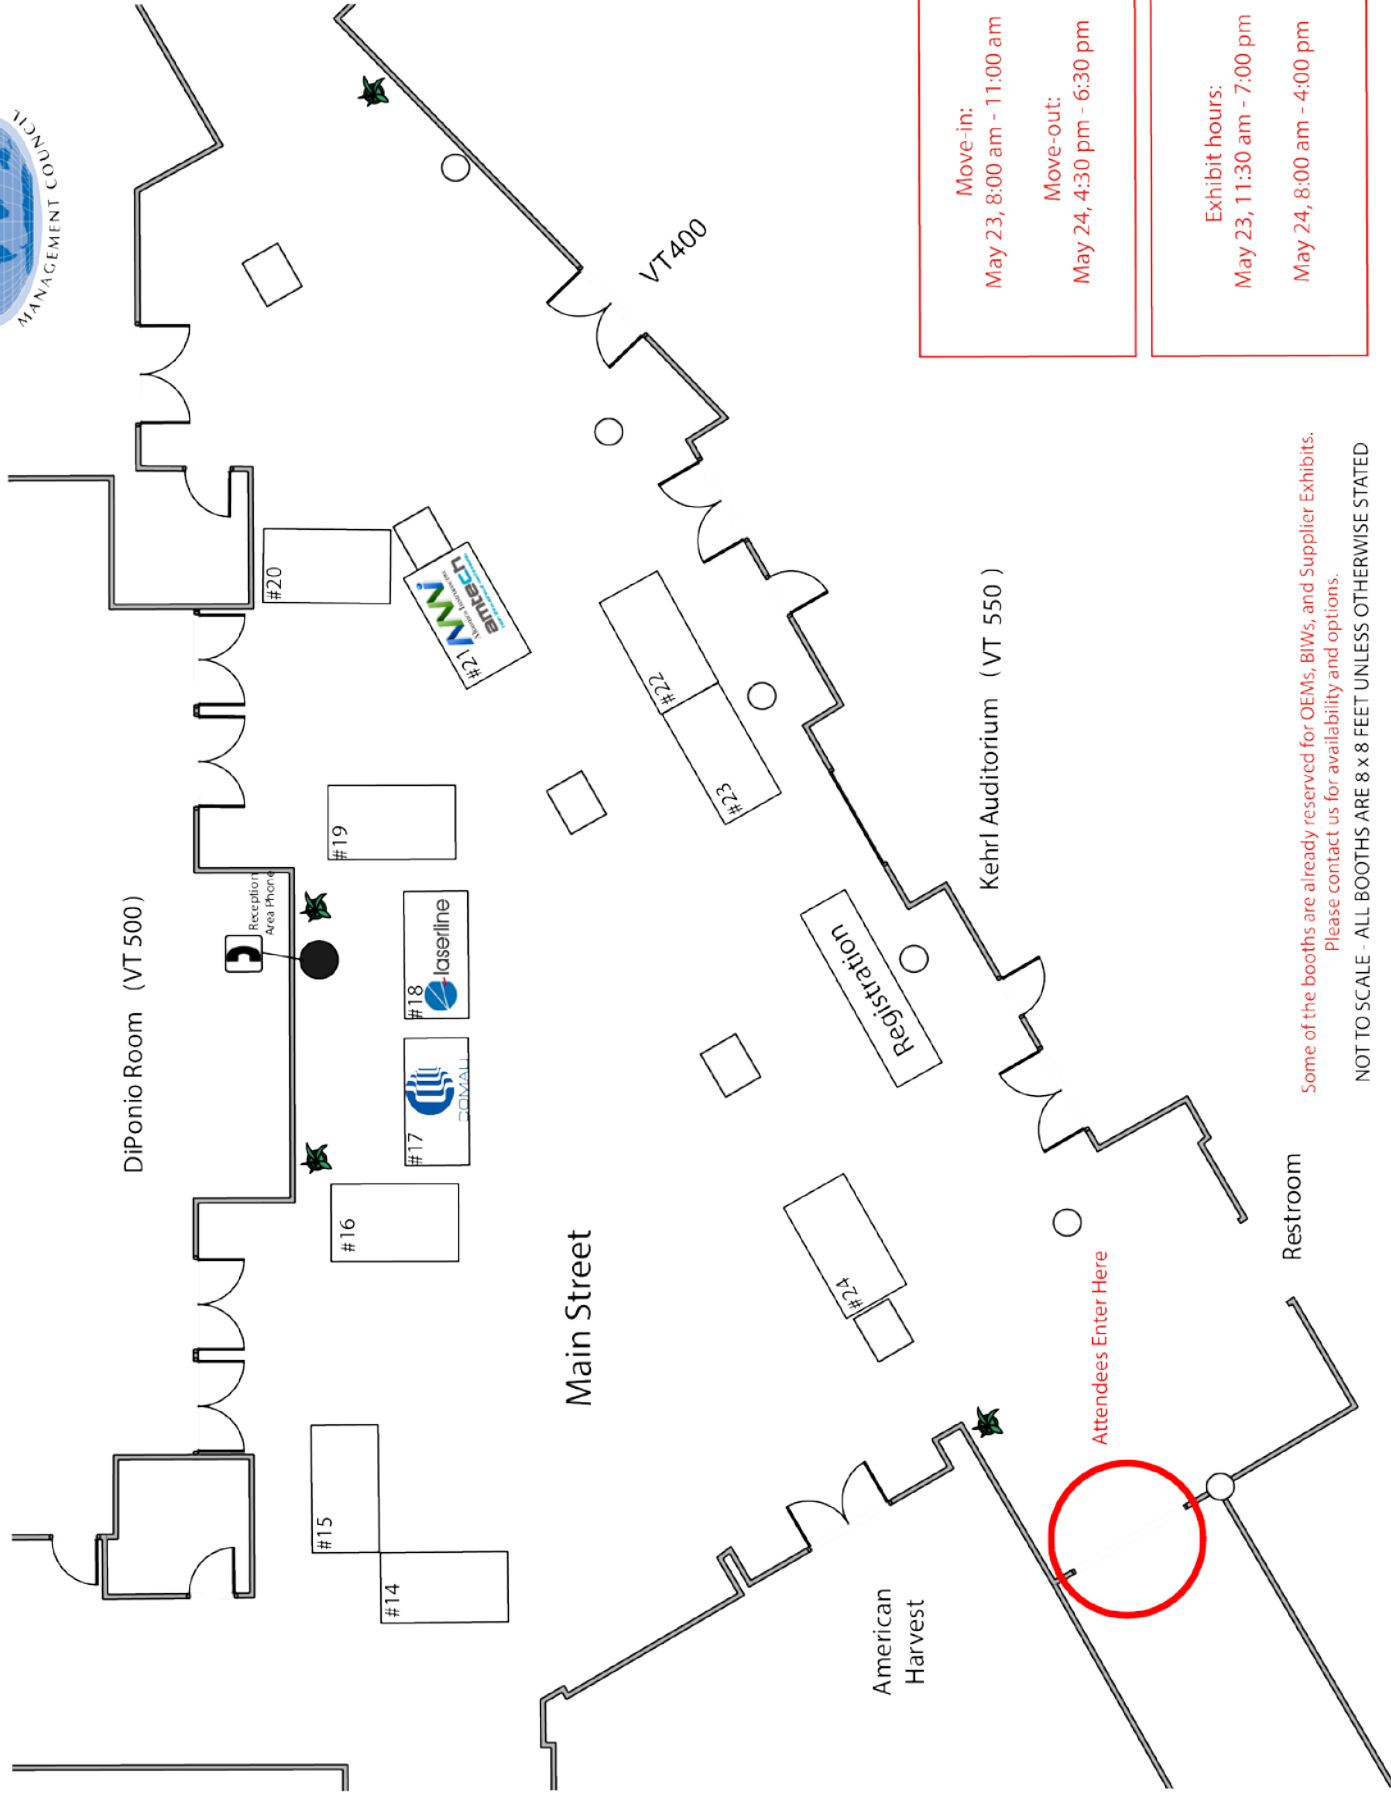 MANAGEMENT COUNCIL
Move-in:
May 23, 8:00 am - 11:00 am
Move-out:
May 24, 4:30 pm - 6:30 pm
Exhibit hours:
May 23, 11:30 am - 7:00 pm
May 24, 8:00 am - 4:00 pm
DiPonio Room (VT 500)
Reception
Area Phone
#14
#15
#16
#17
COMAU
#18
laserline
#19
#20
#21
amtech
#22
#23
#24
Registration
Main Street
VT400
Kehrl Auditorium (VT 550)
American
Harvest
Attendees Enter Here
Restroom
Some of the booths are already reserved for OEMs, BIWs, and Supplier Exhibits.
Please contact us for availability and options.
NOT TO SCALE - ALL BOOTHS ARE 8 x 8 FEET UNLESS OTHERWISE STATED